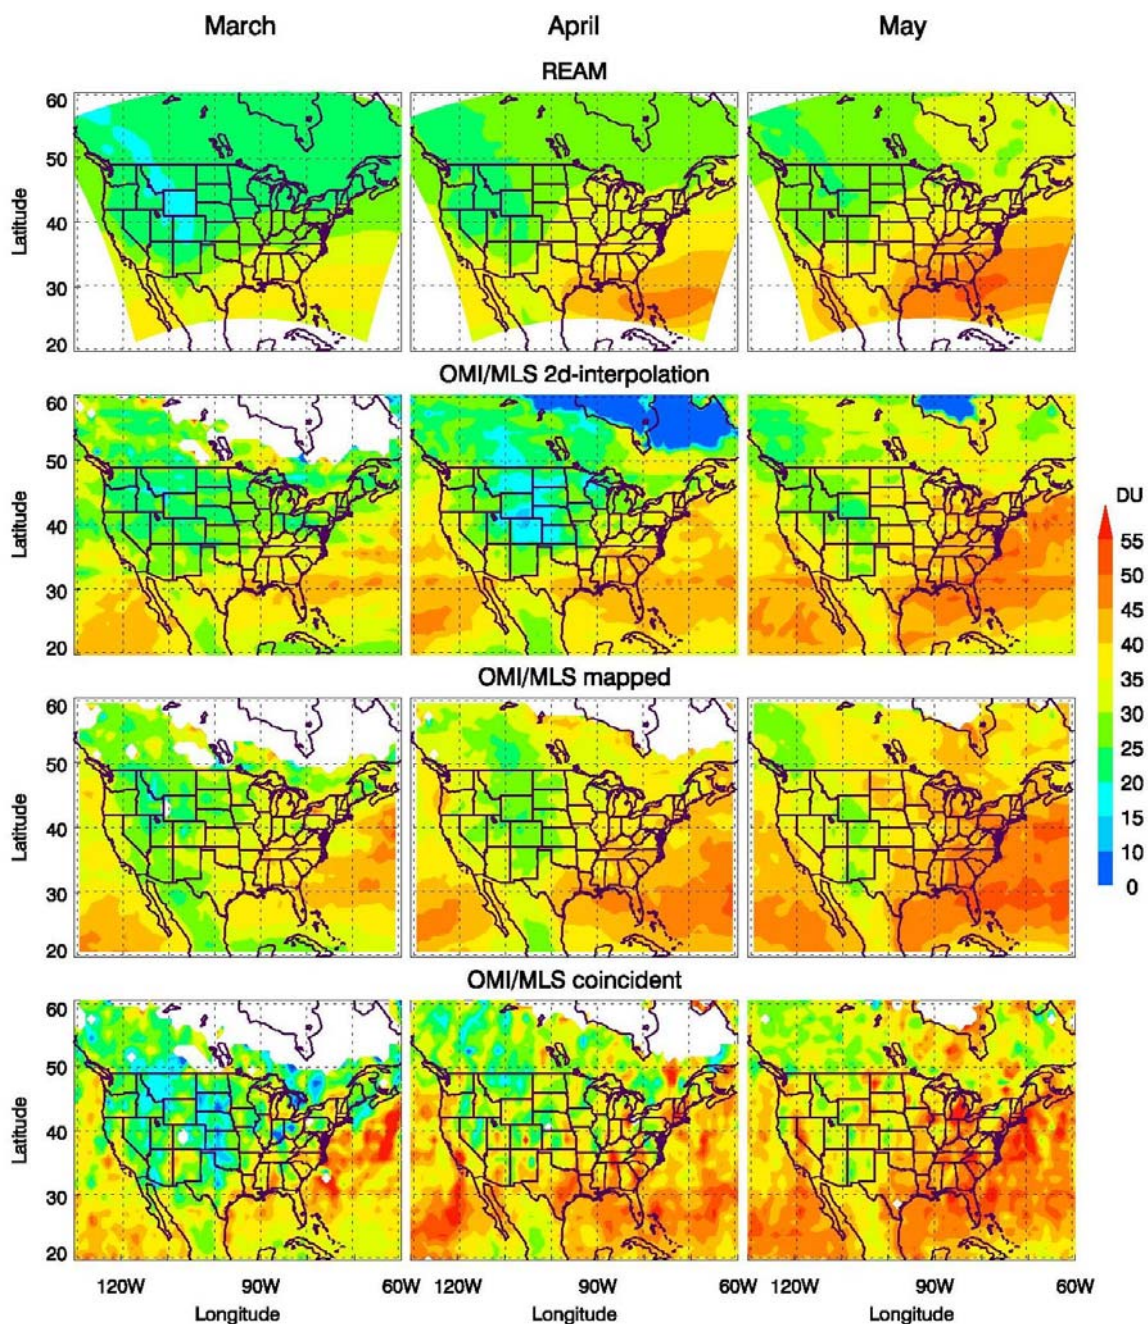 March April May
REAM
60
50
40
30
20
Latitude
OMI/MLS 2d-interpolation
60
50
40
30
20
Latitude
DU
55
50
45
40
35
30
25
20
15
10
0
OMI/MLS mapped
60
50
40
30
20
Latitude
OMI/MLS coincident
60
50
40
30
20
Latitude
120W 90W 60W 120W 90W 60W 120W 90W 60W
Longitude Longitude Longitude